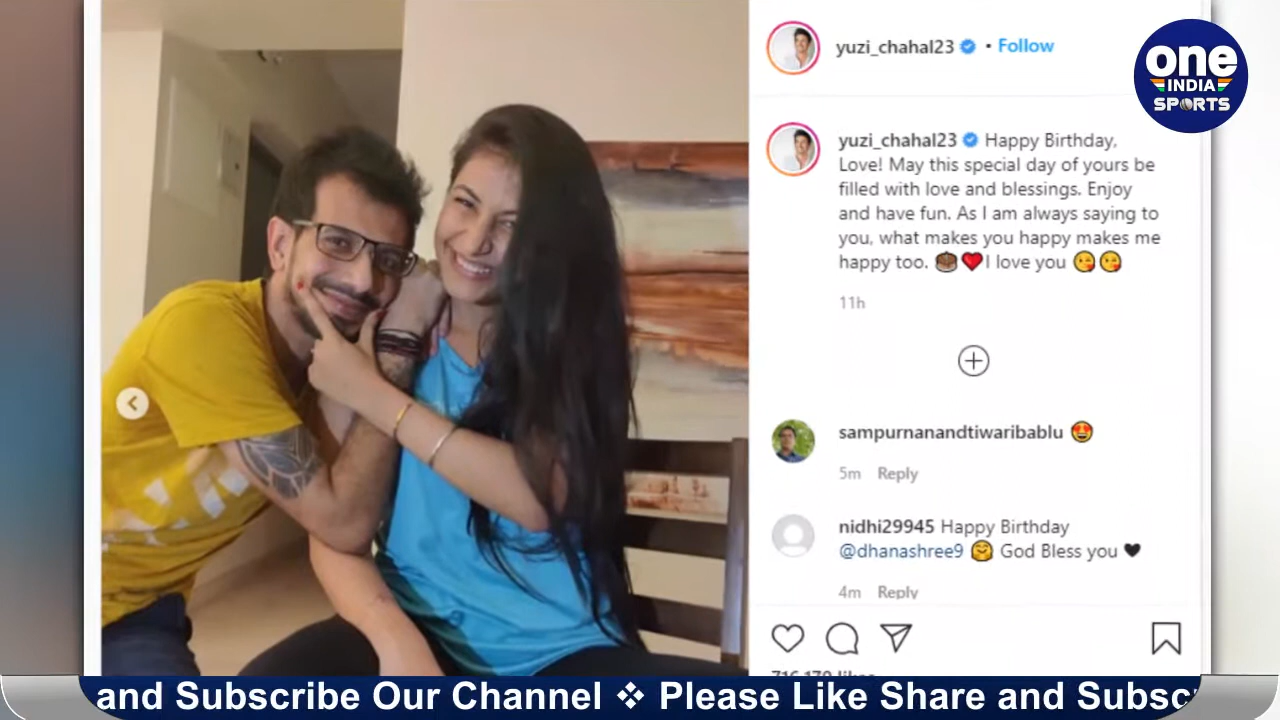 yuzi_chahal23 • Follow
one
INDIA
SPORTS
yuzi_chahal23 Happy Birthday,
Love! May this special day of yours be
filled with love and blessings. Enjoy
and have fun. As I am always saying to
you, what makes you happy makes me
happy too. 🎂❤️I love you 😘😘
11h
sampurnanandtiwaribablu 😍
5m Reply
nidhi29945 Happy Birthday
@dhanashree9 🤗 God Bless you 🖤
4m Reply
and Subscribe Our Channel ❖ Please Like Share and Subsc